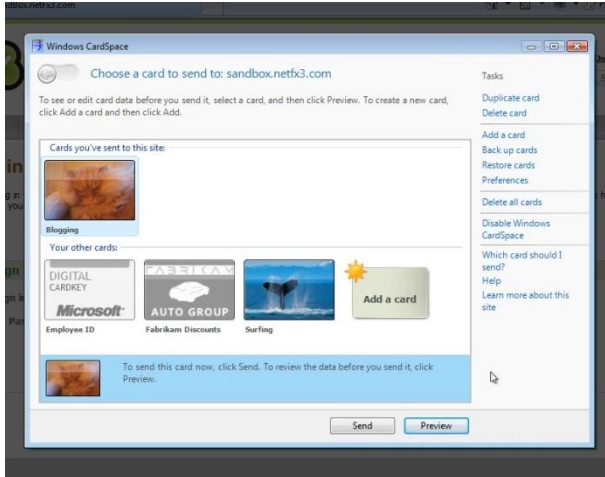 Windows CardSpace
Choose a card to send to: sandbox.netfx3.com
To see or edit card data before you send it, select a card, and then click Preview. To create a new card,
click Add a card and then click Add.
Cards you've sent to this site:
Blogging
Your other cards:
DIGITAL
CARDKEY
Microsoft
Employee ID
FABRIKAM
AUTO GROUP
Fabrikam Discounts
Surfing
Add a card
To send this card now, click Send. To review the data before you send it, click
Preview.
Send
Preview
Tasks
Duplicate card
Delete card
Add a card
Back up cards
Restore cards
Preferences
Delete all cards
Disable Windows
CardSpace
Which card should I
send?
Help
Learn more about this
site